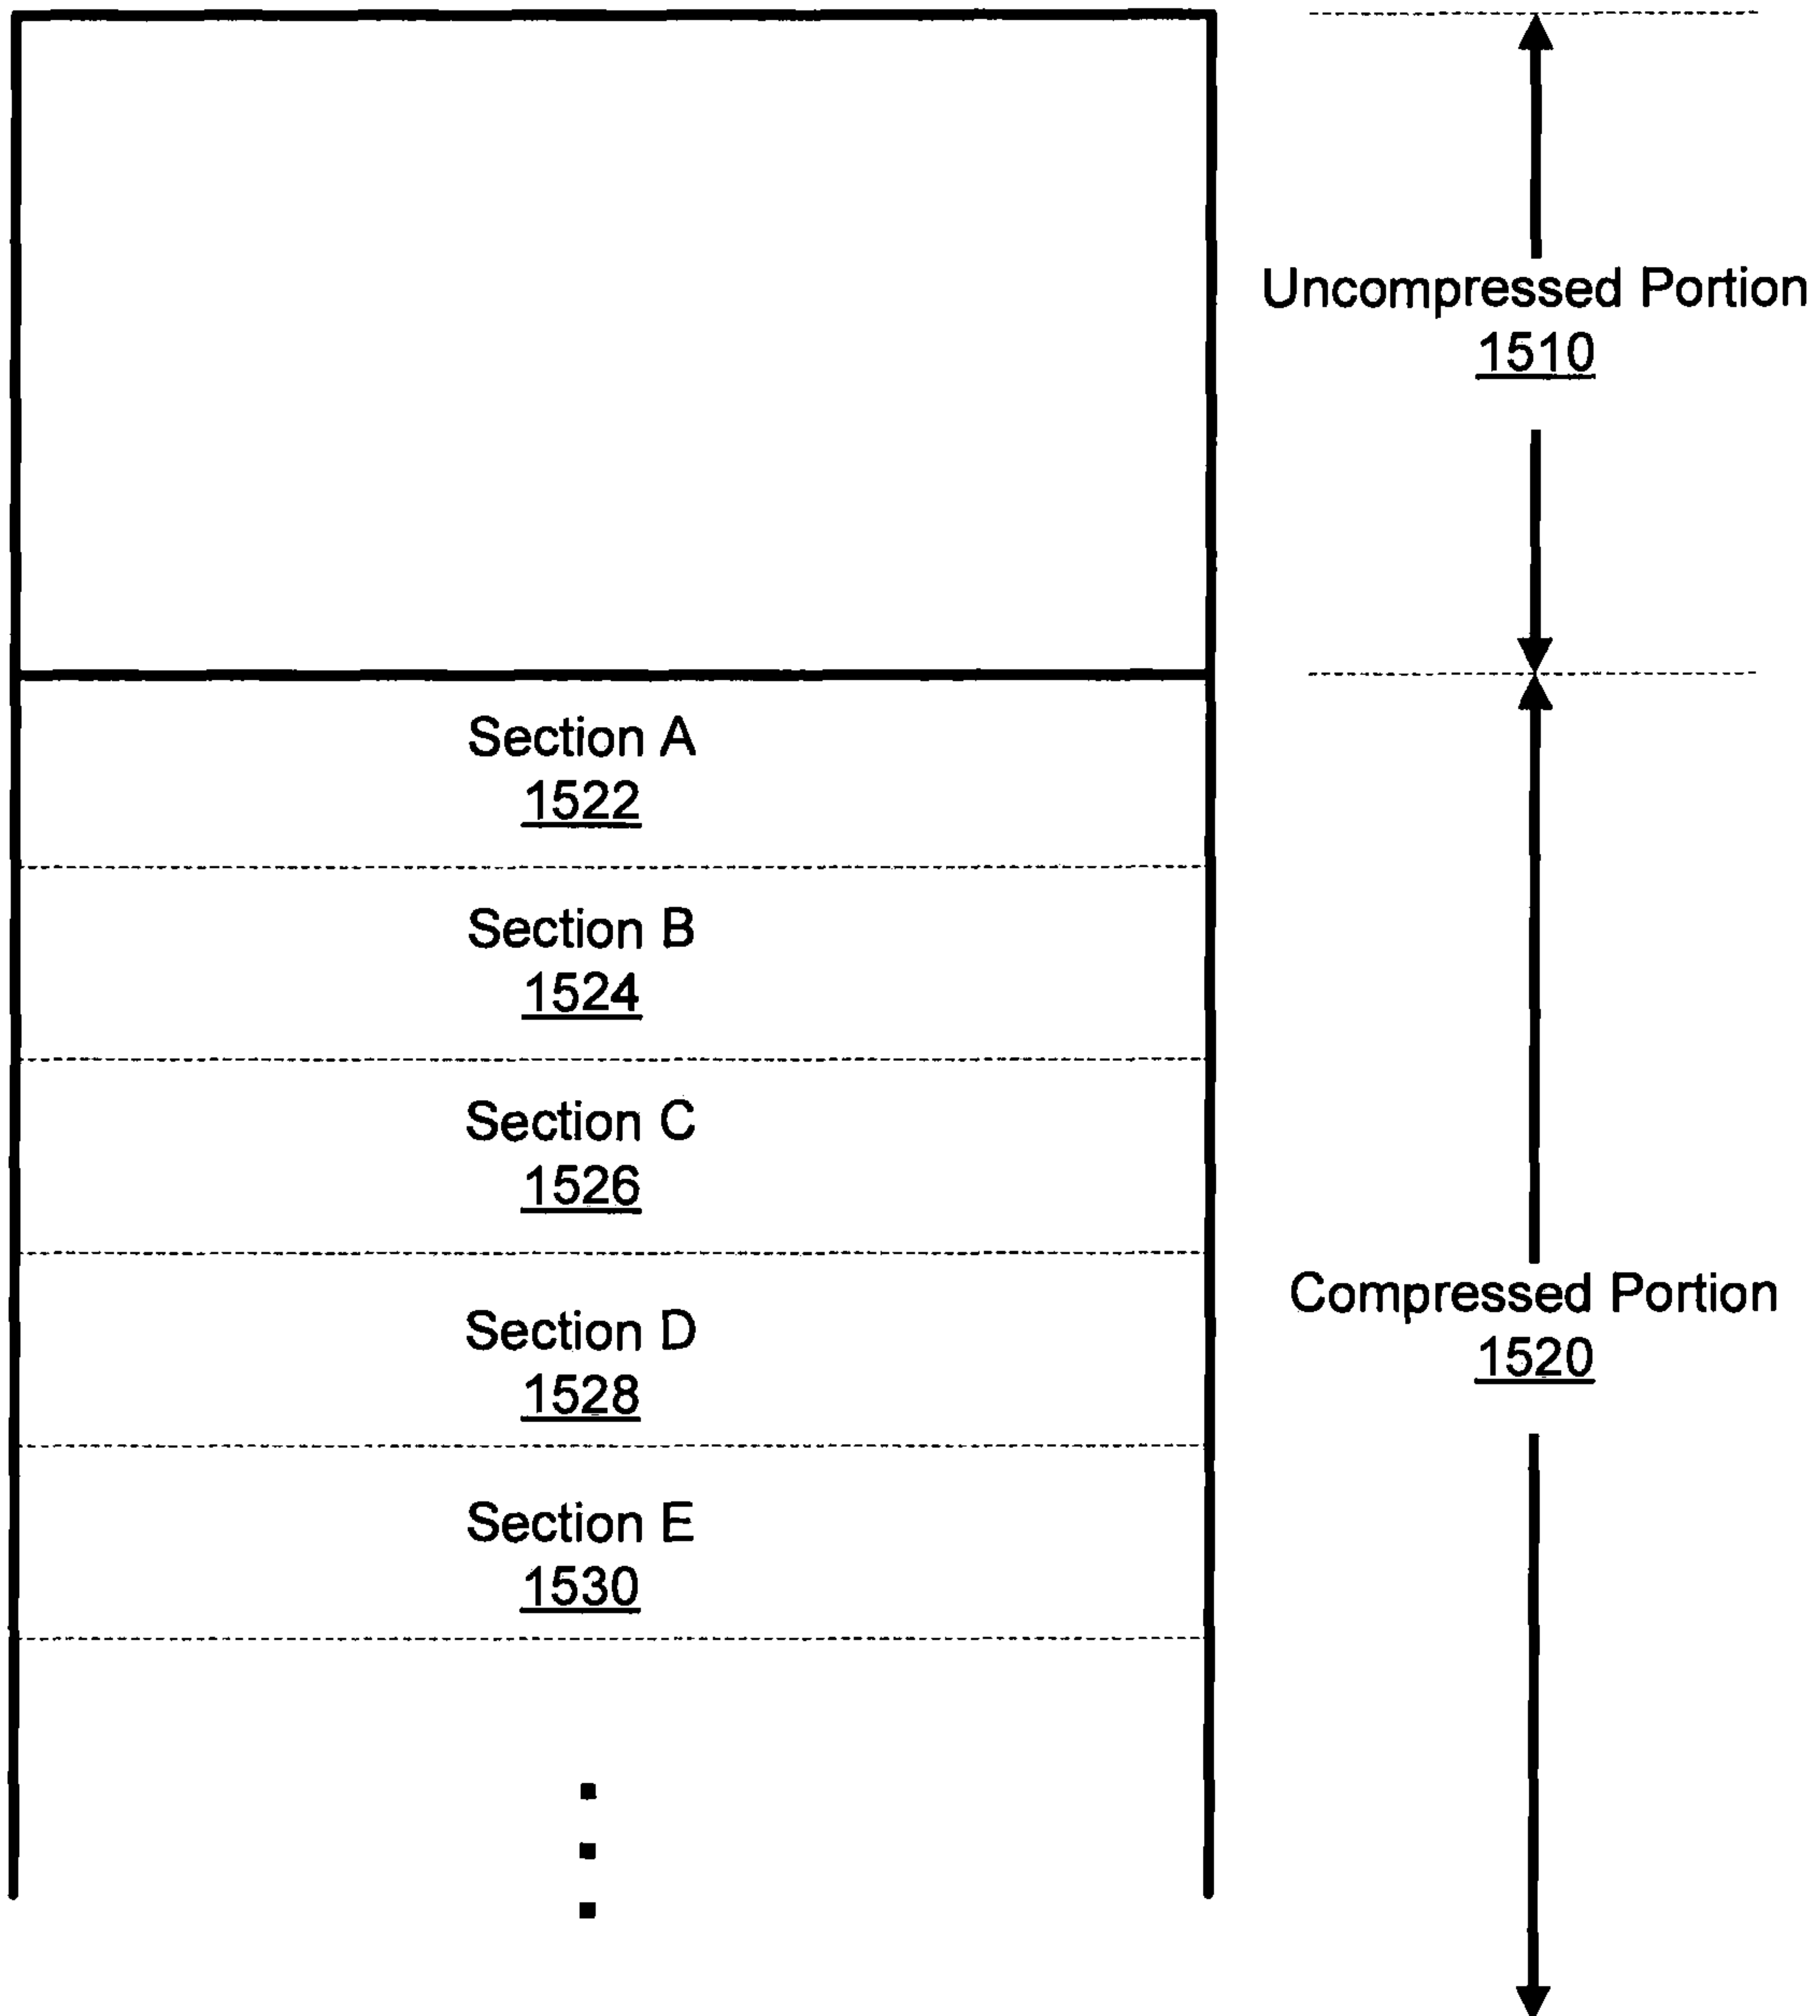 Uncompressed Portion
1510
Section A
1522
Section B
1524
Section C
1526
Section D
1528
Section E
1530
Compressed Portion
1520